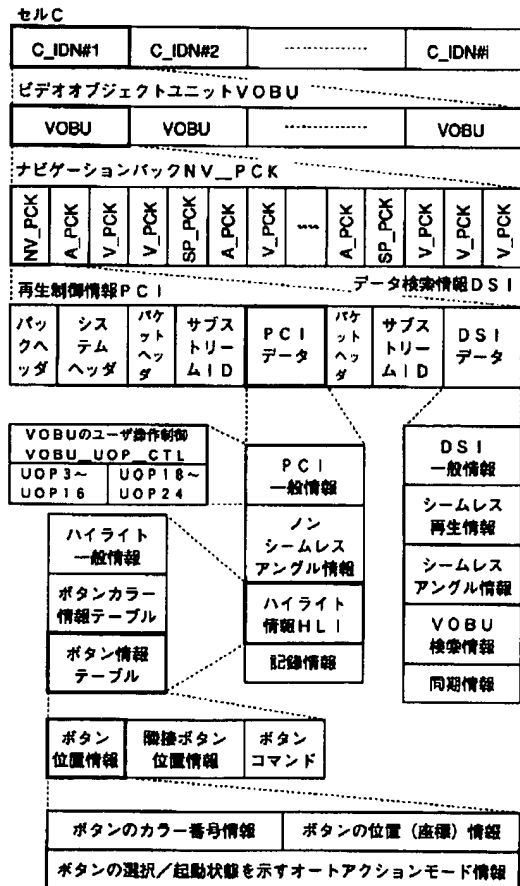 セルC
C_IDN#1 C_IDN#2 C_IDN#i
ビデオオブジェクトユニットVOBU
VOBU VOBU VOBU
ナビゲーションパックNV_PCK
NV_PCK A_PCK V_PCK V_PCK SP_PCK A_PCK V_PCK A_PCK SP_PCK V_PCK V_PCK V_PCK
再生制御情報PCI データ検索情報DSI
パックヘッダ システムヘッダ パケットヘッダ サブストリームID PCIデータ パケットヘッダ サブストリームID DSIデータ
VOBUのユーザ操作制御
VOBU_UOP_CTL
UOP3~ UOP18~
UOP16 UOP24
PCI
一般情報
ノン
シームレス
アングル情報
ハイライト
情報HLI
記録情報
DSI
一般情報
シームレス
再生情報
シームレス
アングル情報
VOBU
検索情報
同期情報
ハイライト
一般情報
ボタンカラー
情報テーブル
ボタン情報
テーブル
ボタン
位置情報
隣接ボタン
位置情報
ボタン
コマンド
ボタンのカラー番号情報 ボタンの位置(座標)情報
ボタンの選択/起動状態を示すオートアクションモード情報